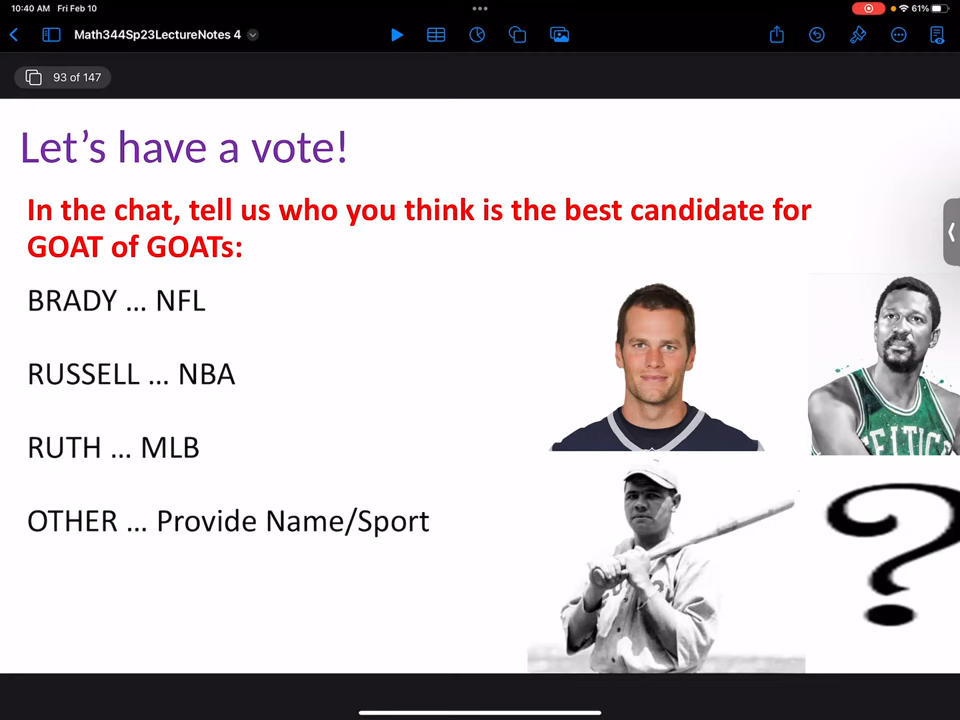 10:40 AM Fri Feb 10
61%
Math344Sp23LectureNotes 4
93 of 147
Let's have a vote!
In the chat, tell us who you think is the best candidate for
GOAT of GOATs:
BRADY ... NFL
RUSSELL ... NBA
RUTH ... MLB
OTHER ... Provide Name/Sport
?